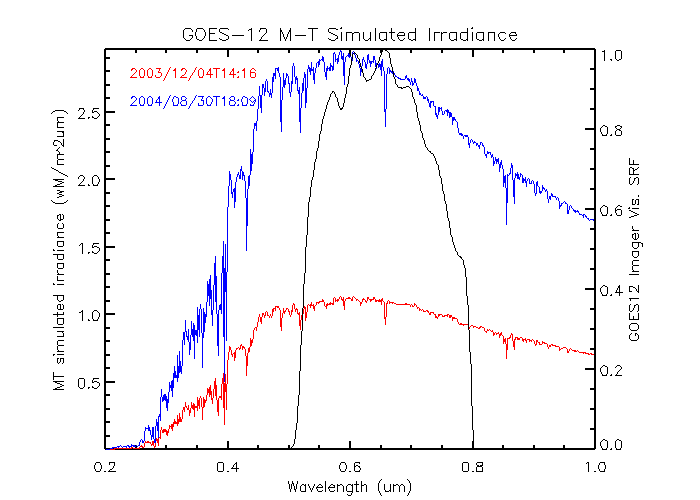 GOES-12 M-T Simulated Irradiance
2003/12/04T14:16
2004/08/30T18:09
MT simulated irradiance (wM/m^2um)
2.5
2.0
1.5
1.0
0.5
1.0
0.8
0.6
0.4
0.2
0.0
GOES12 Imager Vis. SRF
0.2 0.4 0.6 0.8 1.0
Wavelength (um)